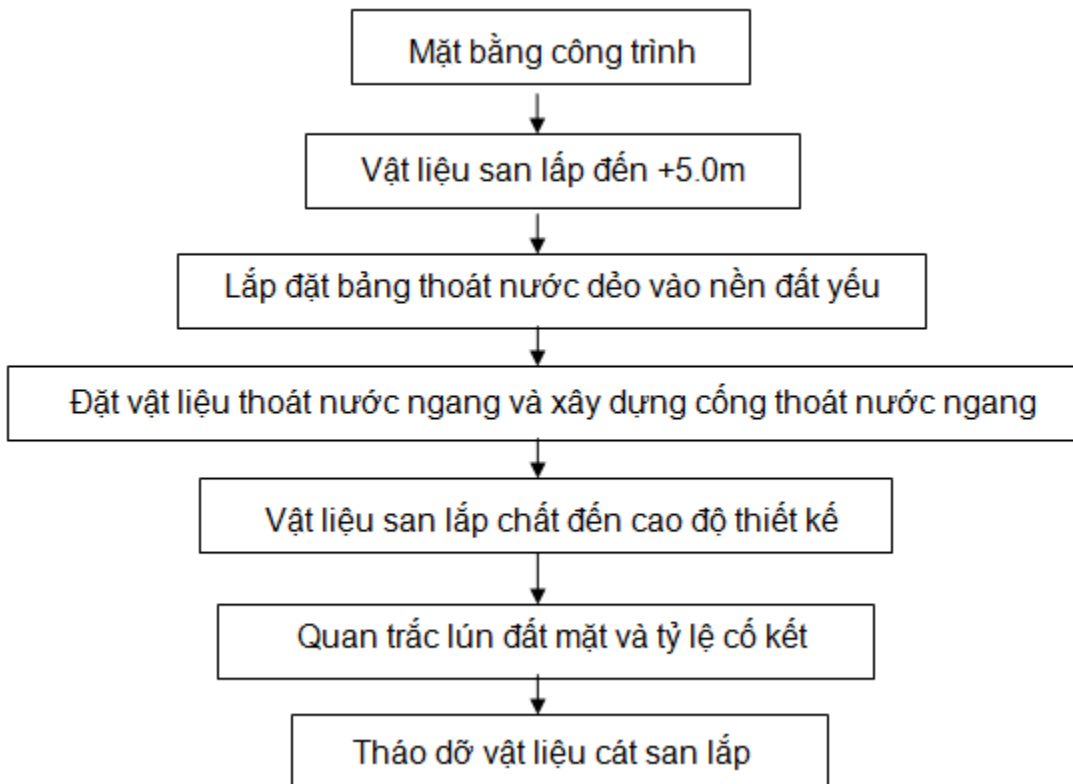 Mặt bằng công trình
Vật liệu san lấp đến +5.0m
Lắp đặt bảng thoát nước dẻo vào nền đất yếu
Đặt vật liệu thoát nước ngang và xây dựng cống thoát nước ngang
Vật liệu san lắp chất đến cao độ thiết kế
Quan trắc lún đất mặt và tỷ lệ cố kết
Tháo dỡ vật liệu cát san lắp